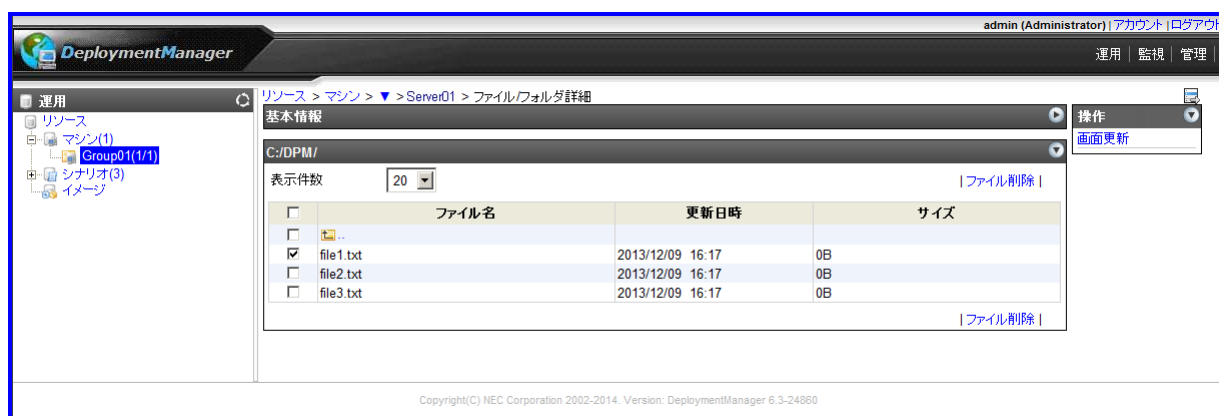 admin (Administrator) | アカウント | ログアウト
DeploymentManager
運用 | 監視 | 管理 |
運用
リソース
マシン(1)
Group01(1/1)
シナリオ(3)
イメージ
リソース > マシン > ▼ > Server01 > ファイル/フォルダ詳細
基本情報
C:/DPM/
表示件数 20
| ファイル削除 |
ファイル名 更新日時 サイズ
..
file1.txt 2013/12/09 16:17 0B
file2.txt 2013/12/09 16:17 0B
file3.txt 2013/12/09 16:17 0B
| ファイル削除 |
操作
画面更新
Copyright(C) NEC Corporation 2002-2014. Version: DeploymentManager 6.3-24860